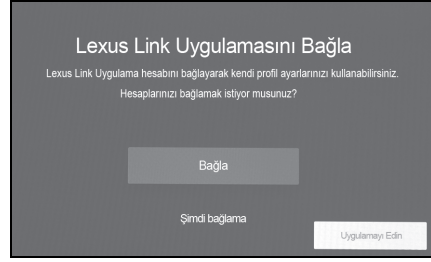 Lexus Link Uygulamasını Bağla
Lexus Link Uygulama hesabını bağlayarak kendi profil ayarlarınızı kullanabilirsiniz.
Hesaplarınızı bağlamak istiyor musunuz?
Bağla
Şimdi bağlama
Uygulamayı Edin